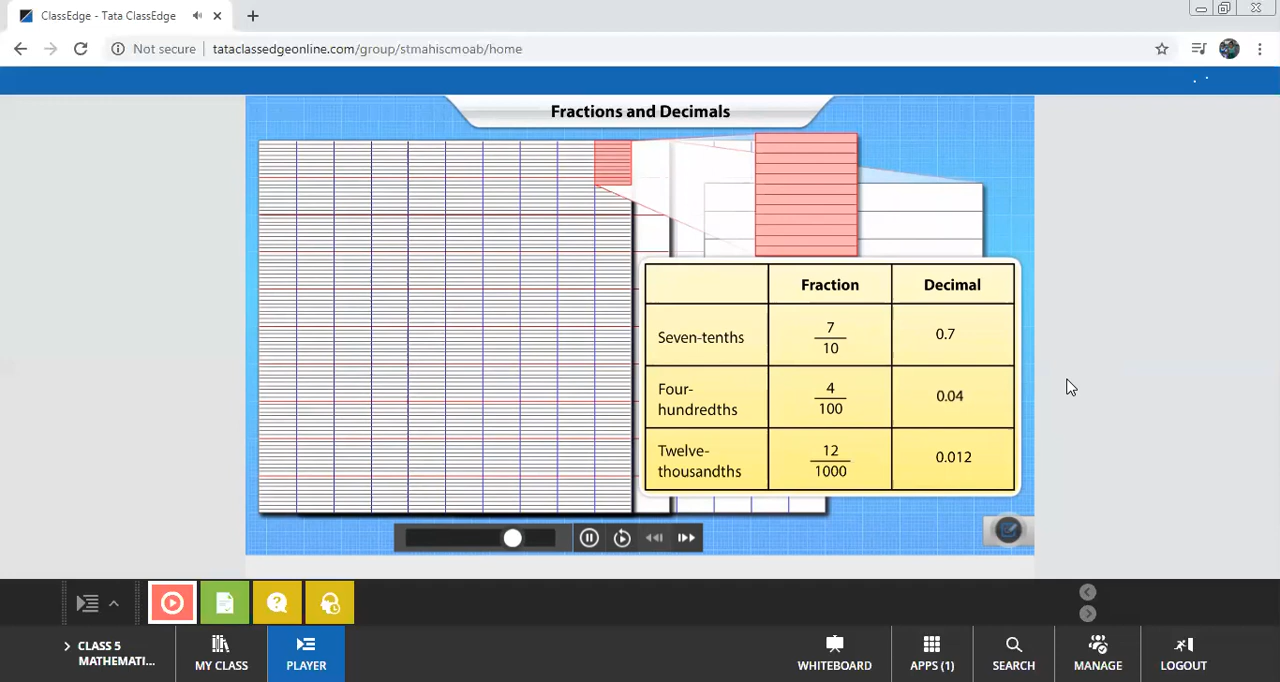 ClassEdge - Tata ClassEdge
Not secure
tataclassedgeonline.com/group/stmahiscmoab/home
Fractions and Decimals
Fraction
Decimal
Seven-tenths
7
10
0.7
Four-
hundredths
4
100
0.04
Twelve-
thousandths
12
1000
0.012
CLASS 5
MATHEMATI...
MY CLASS
PLAYER
WHITEBOARD
APPS (1)
SEARCH
MANAGE
LOGOUT